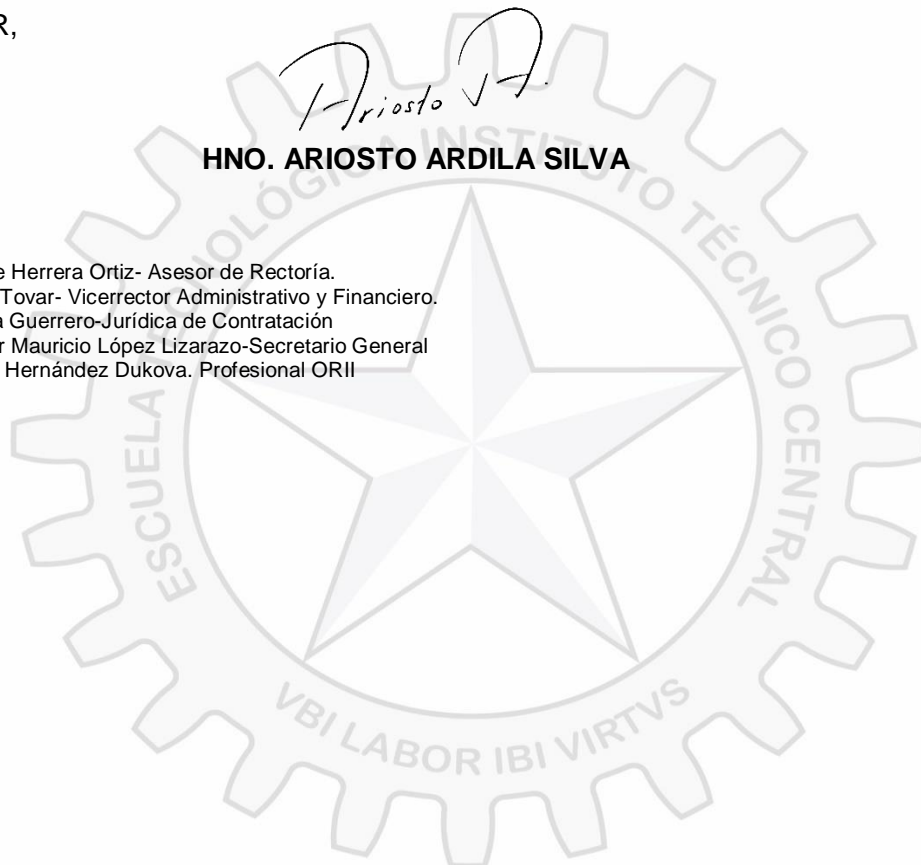 R,
Ariosto A.
HNO. ARIOSTO ARDILA SILVA
e Herrera Ortiz- Asesor de Rectoría.
Tovar- Vicerrector Administrativo y Financiero.
a Guerrero-Jurídica de Contratación
r Mauricio López Lizarazo-Secretario General
Hernández Dukova. Profesional ORII
ESCUELA TECNOLÓGICA INSTITUTO TÉCNICO CENTRAL
VBI LABOR IBI VIRTVS